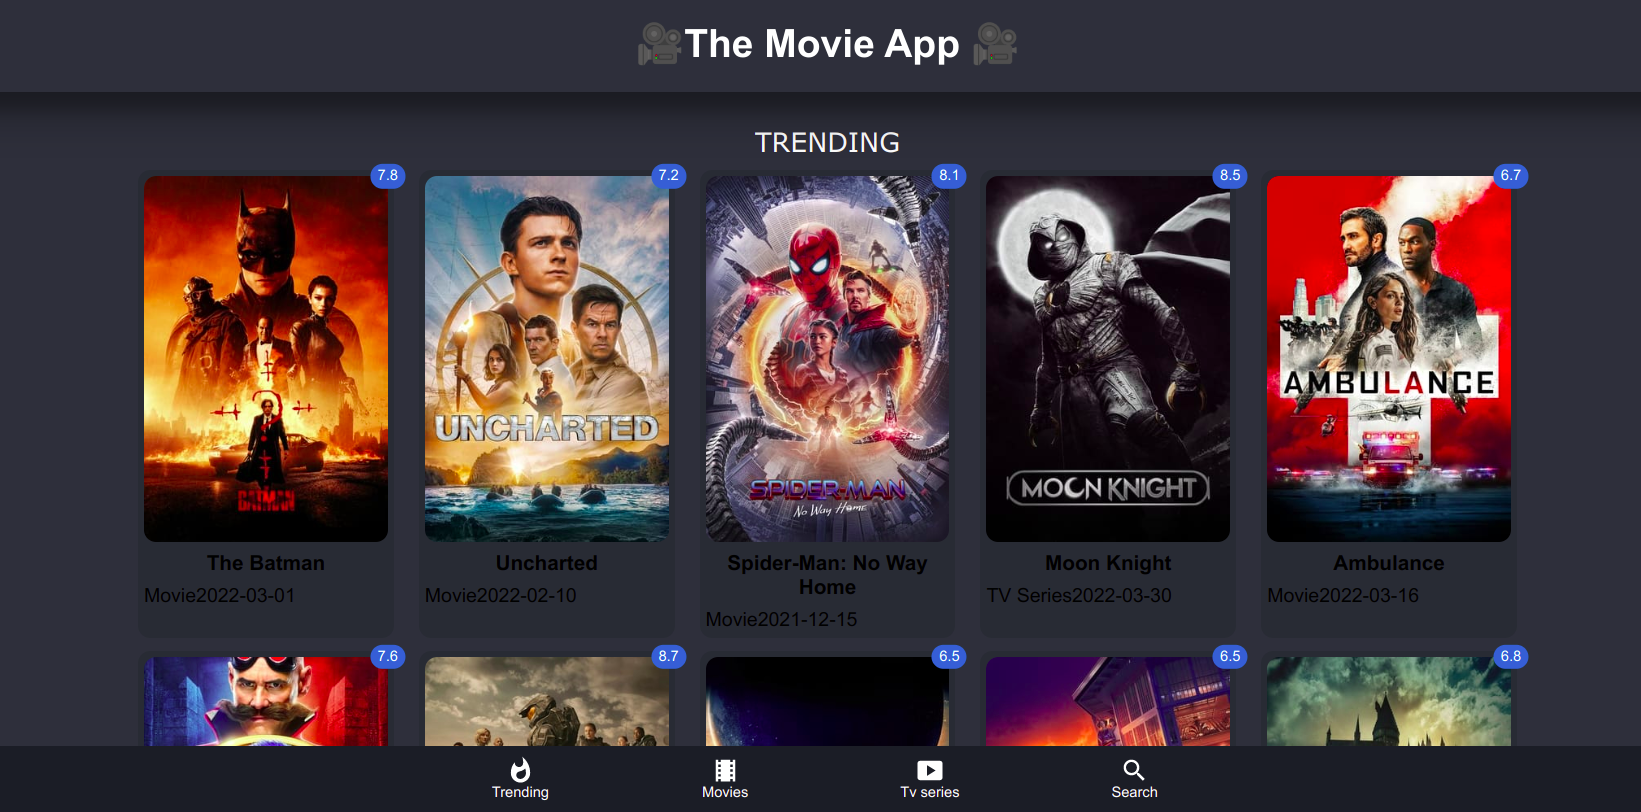 The Movie App
TRENDING
7.8
7.2
8.1
8.5
6.7
BATMAN
UNCHARTED
SPIDER-MAN
No Way Home
MOON KNIGHT
AMBULANCE
The Batman
Movie2022-03-01
Uncharted
Movie2022-02-10
Spider-Man: No Way
Home
Movie2021-12-15
Moon Knight
TV Series2022-03-30
Ambulance
Movie2022-03-16
7.6
8.7
6.5
6.5
6.8
Trending
Movies
Tv series
Search